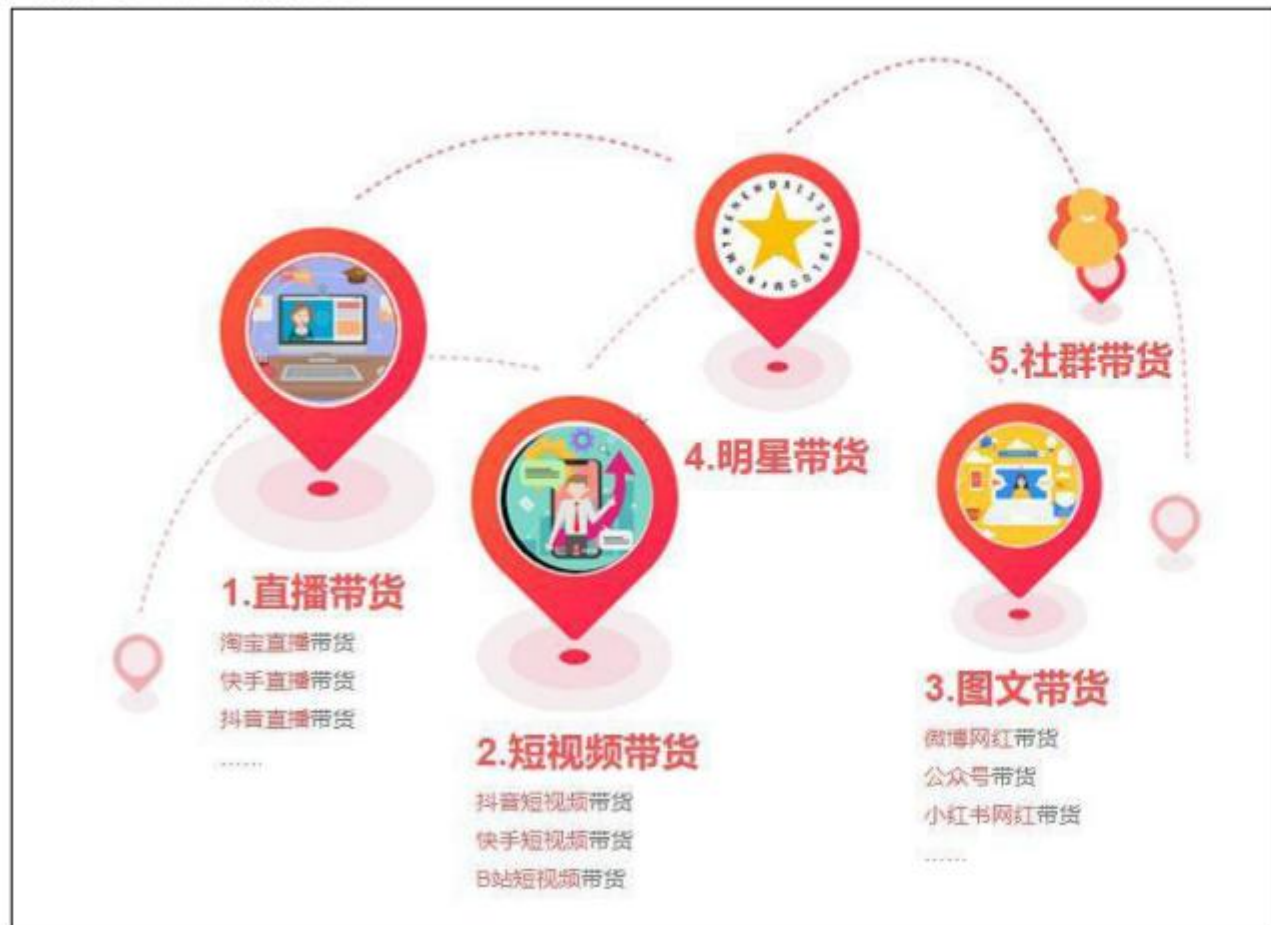 1.直播带货
淘宝直播带货
快手直播带货
抖音直播带货
......
2.短视频带货
抖音短视频带货
快手短视频带货
B站短视频带货
3.图文带货
微博网红带货
公众号带货
小红书网红带货
......
4.明星带货
5.社群带货